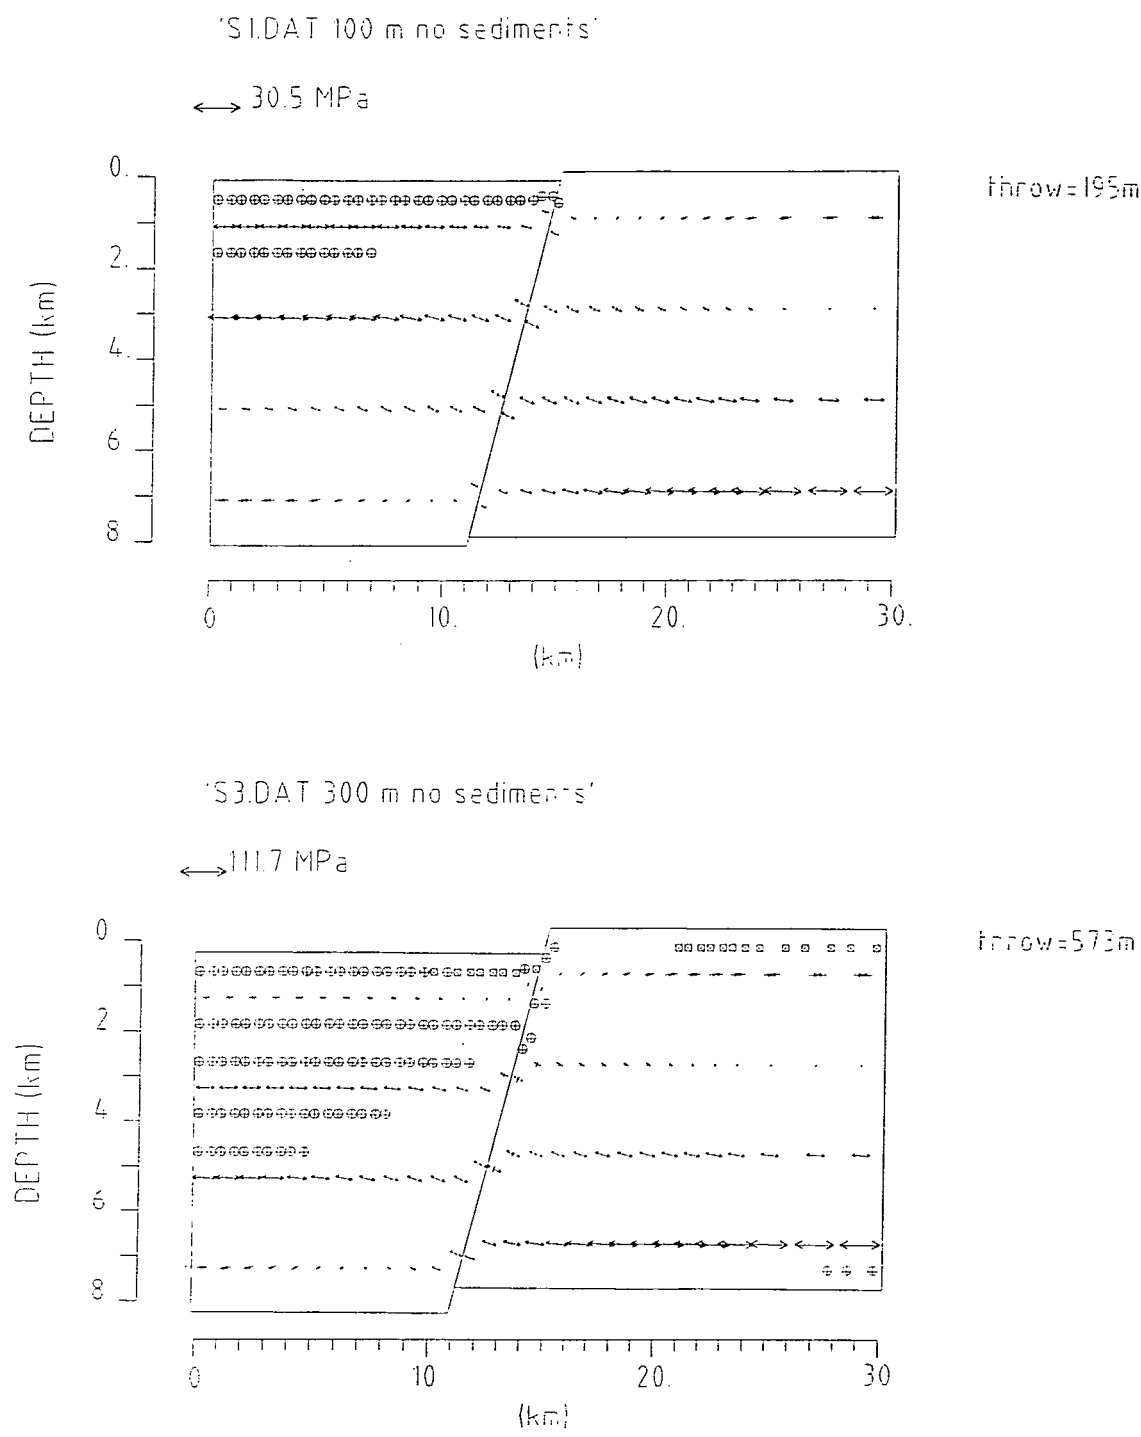 'S1.DAT 100 m no sediments'
30.5 MPa
throw=195m
0.
2.
4.
6
8
DEPTH (km)
0
10.
20.
30.
(km)
'S3.DAT 300 m no sediments'
111.7 MPa
throw=573m
0
2
4
6
8
DEPTH (km)
0
10
20.
30
(km)